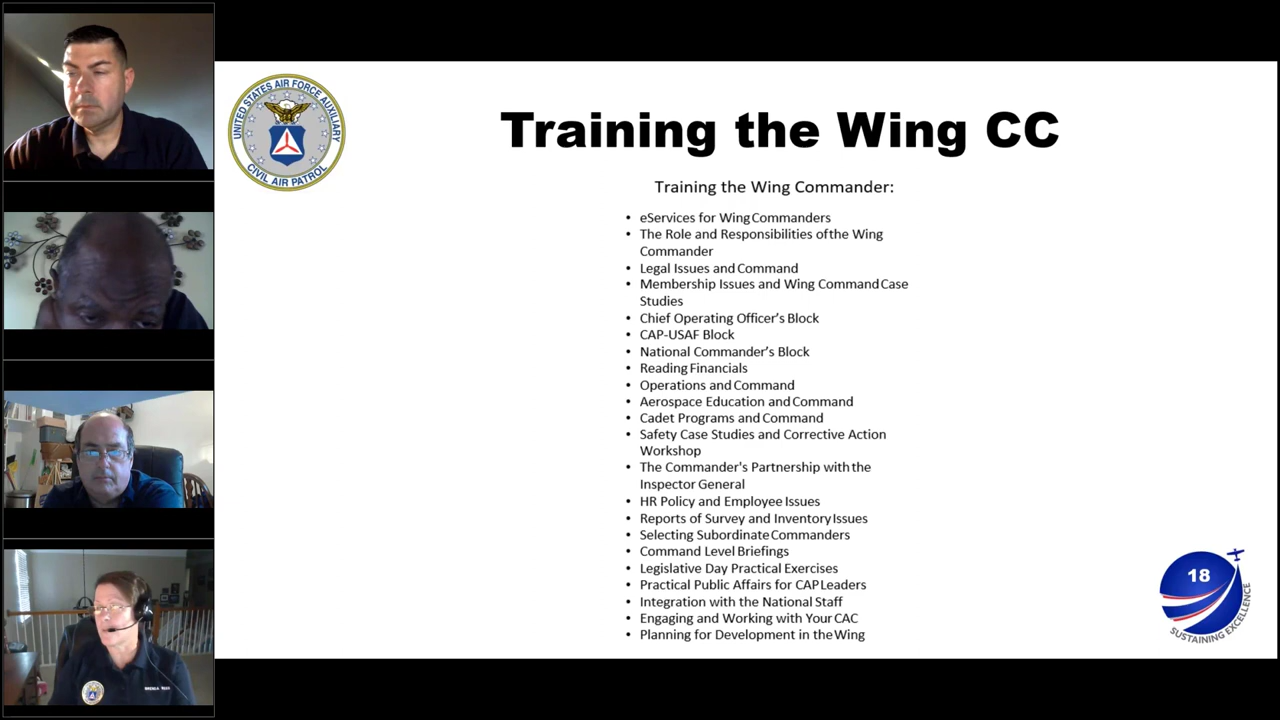 UNITED STATES AIR FORCE AUXILIARY
CIVIL AIR PATROL
Training the Wing CC
Training the Wing Commander:
• eServices for Wing Commanders
• The Role and Responsibilities of the Wing
Commander
• Legal Issues and Command
• Membership Issues and Wing Command Case
Studies
• Chief Operating Officer's Block
• CAP-USAF Block
• National Commander's Block
• Reading Financials
• Operations and Command
• Aerospace Education and Command
• Cadet Programs and Command
• Safety Case Studies and Corrective Action
Workshop
• The Commander's Partnership with the
Inspector General
• HR Policy and Employee Issues
• Reports of Survey and Inventory Issues
• Selecting Subordinate Commanders
• Command Level Briefings
• Legislative Day Practical Exercises
• Practical Public Affairs for CAP Leaders
• Integration with the National Staff
• Engaging and Working with Your CAC
• Planning for Development in the Wing
18
SUSTAINING EXCELLENCE